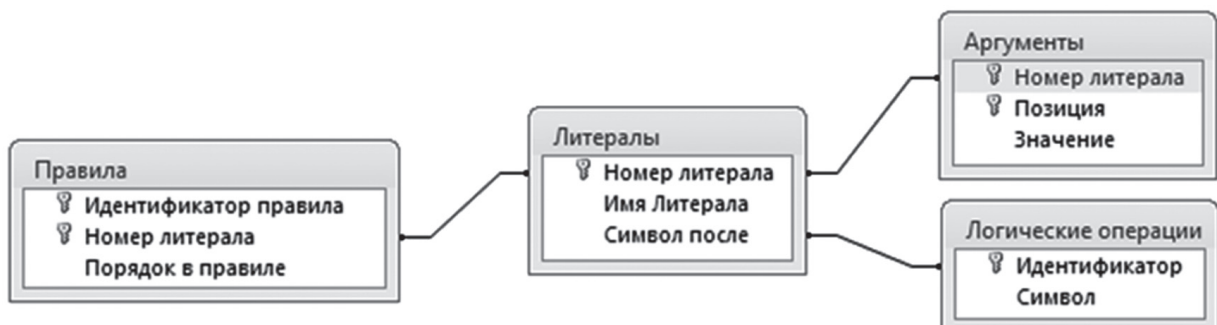 Правила
Идентификатор правила
Номер литерала
Порядок в правиле
Литералы
Номер литерала
Имя Литерала
Символ после
Аргументы
Номер литерала
Позиция
Значение
Логические операции
Идентификатор
Символ